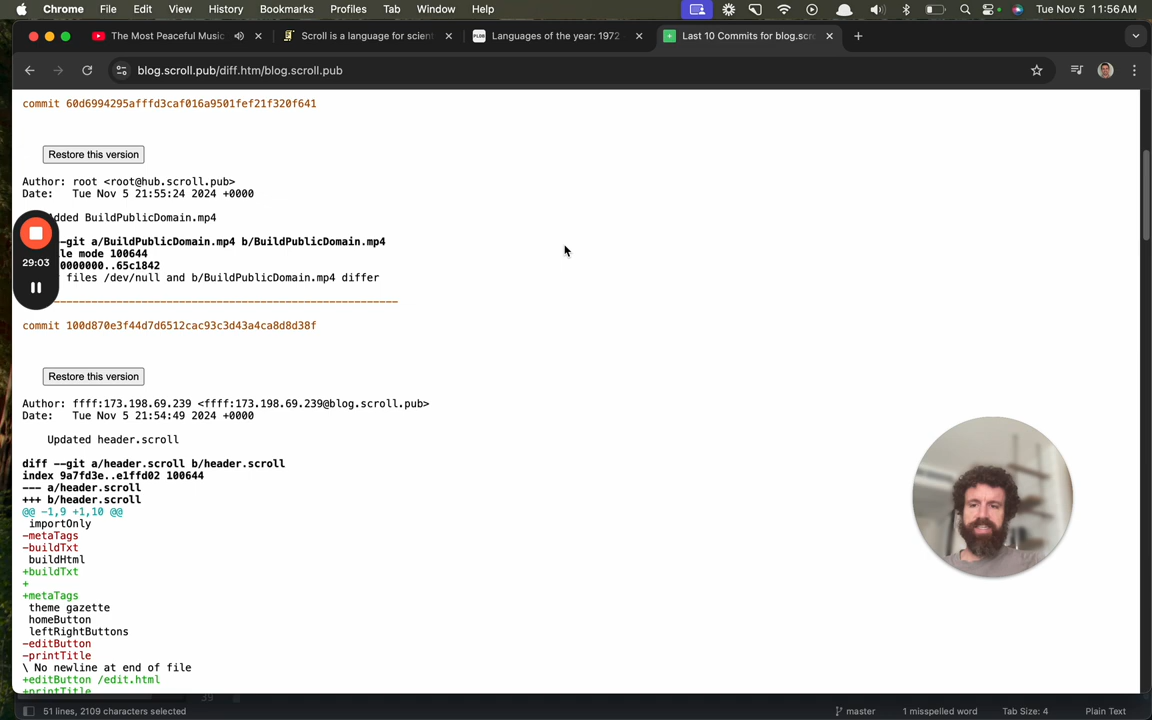 Chrome File Edit View History Bookmarks Profiles Tab Window Help Tue Nov 5 11:56 AM
The Most Peaceful Music
Scroll is a language for scien
Languages of the year: 1972
Last 10 Commits for blog.scro
blog.scroll.pub/diff.htm/blog.scroll.pub
commit 60d6994295afffd3caf016a9501fef21f320f641
Restore this version
Author: root <root@hub.scroll.pub>
Date: Tue Nov 5 21:55:24 2024 +0000
dded BuildPublicDomain.mp4
--git a/BuildPublicDomain.mp4 b/BuildPublicDomain.mp4
le mode 100644
0000000..65c1842
files /dev/null and b/BuildPublicDomain.mp4 differ
29:03
commit 100d870e3f44d7d6512cac93c3d43a4ca8d8d38f
Restore this version
Author: ffff:173.198.69.239 <ffff:173.198.69.239@blog.scroll.pub>
Date: Tue Nov 5 21:54:49 2024 +0000
Updated header.scroll
diff --git a/header.scroll b/header.scroll
index 9a7fd3e..e1ffd02 100644
--- a/header.scroll
+++ b/header.scroll
@@ -1,9 +1,10 @@
importOnly
-metaTags
-buildTxt
buildHtml
+buildTxt
+
+metaTags
theme gazette
homeButton
leftRightButtons
-editButton
-printTitle
\ No newline at end of file
+editButton /edit.html
+printTitle
39
51 lines, 2109 characters selected master 1 misspelled word Tab Size: 4 Plain Text